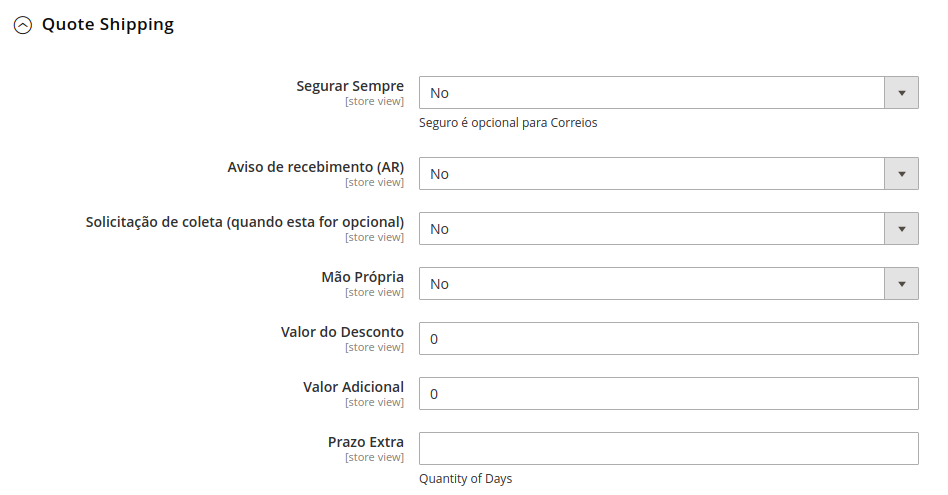 Quote Shipping
Segurar Sempre
[store view]
No
Seguro é opcional para Correios
Aviso de recebimento (AR)
[store view]
No
Solicitação de coleta (quando esta for opcional)
[store view]
No
Mão Própria
[store view]
No
Valor do Desconto
[store view]
0
Valor Adicional
[store view]
0
Prazo Extra
[store view]
Quantity of Days